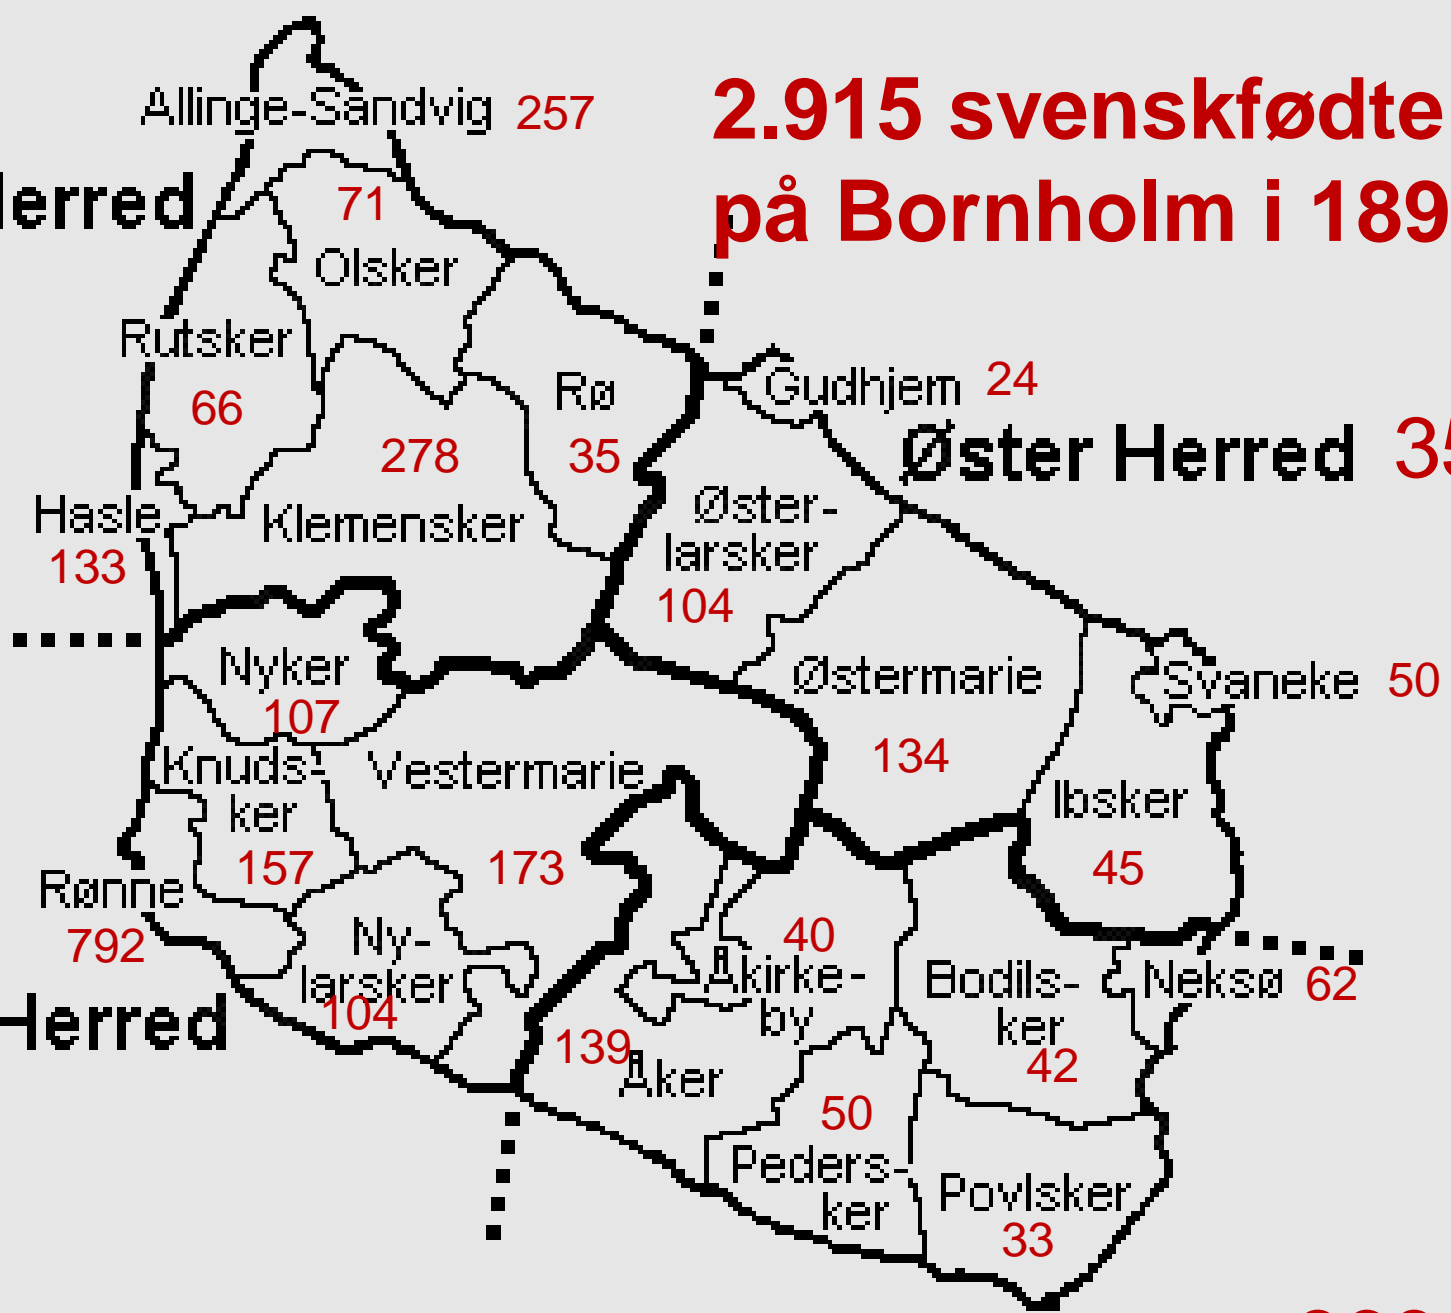 Allinge-Sandvig 257
2.915 svenskfødte
på Bornholm i 189
Herred
71
Olsker
Rutsker
66
Rø
35
Gudhjem 24
Øster Herred 35
278
Klemensker
Hasle
133
Øster-
larsker
104
Nyker
107
Østermarie
134
Svaneke 50
Knuds-
ker
157
Vestermarie
173
Ibsker
45
Rønne
792
Ny-
larsker
104
40
Åkirke-
by
Bodils-
ker
42
Neksø 62
Herred
139
Åker
50
Peders-
ker
Povlsker
33